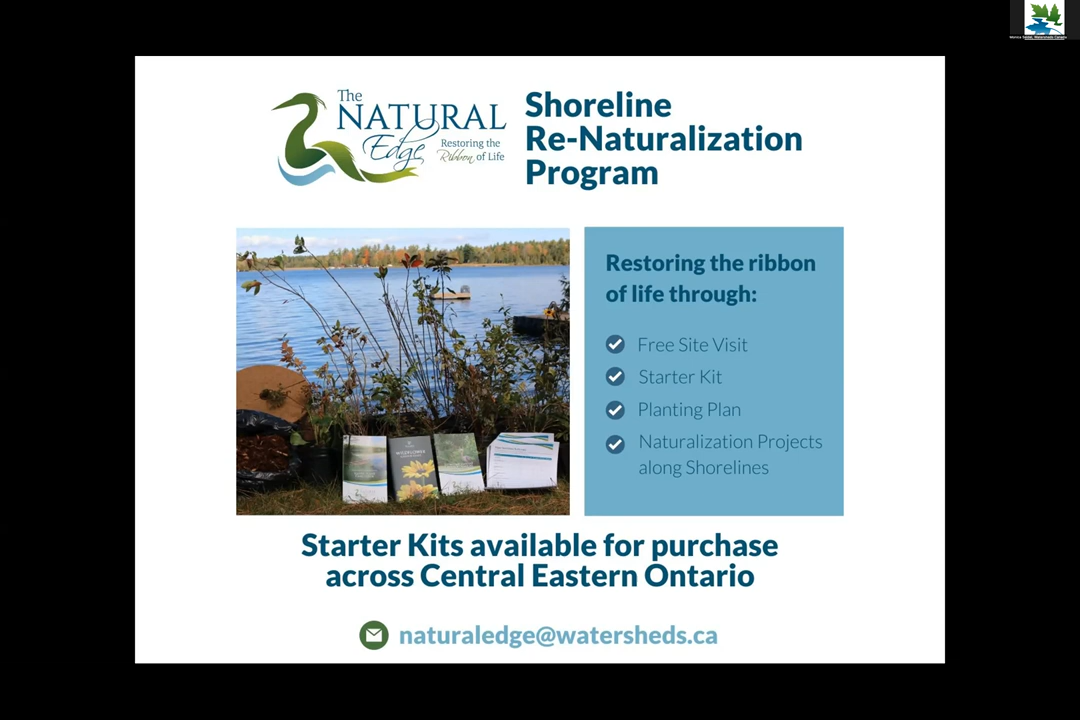 The
NATURAL
Edge
Restoring the
Ribbon of Life
Shoreline
Re-Naturalization
Program
Restoring the ribbon
of life through:
Free Site Visit
Starter Kit
Planting Plan
Naturalization Projects
along Shorelines
WILDFLOWER
Starter Kits available for purchase
across Central Eastern Ontario
naturaledge@watersheds.ca